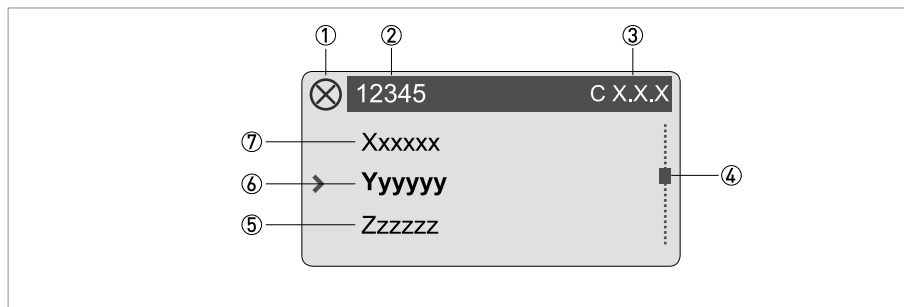 ① ② ③
12345 C X.X.X
⑦ Xxxxxx
⑥ Yyyyyy ④
⑤ Zzzzzz